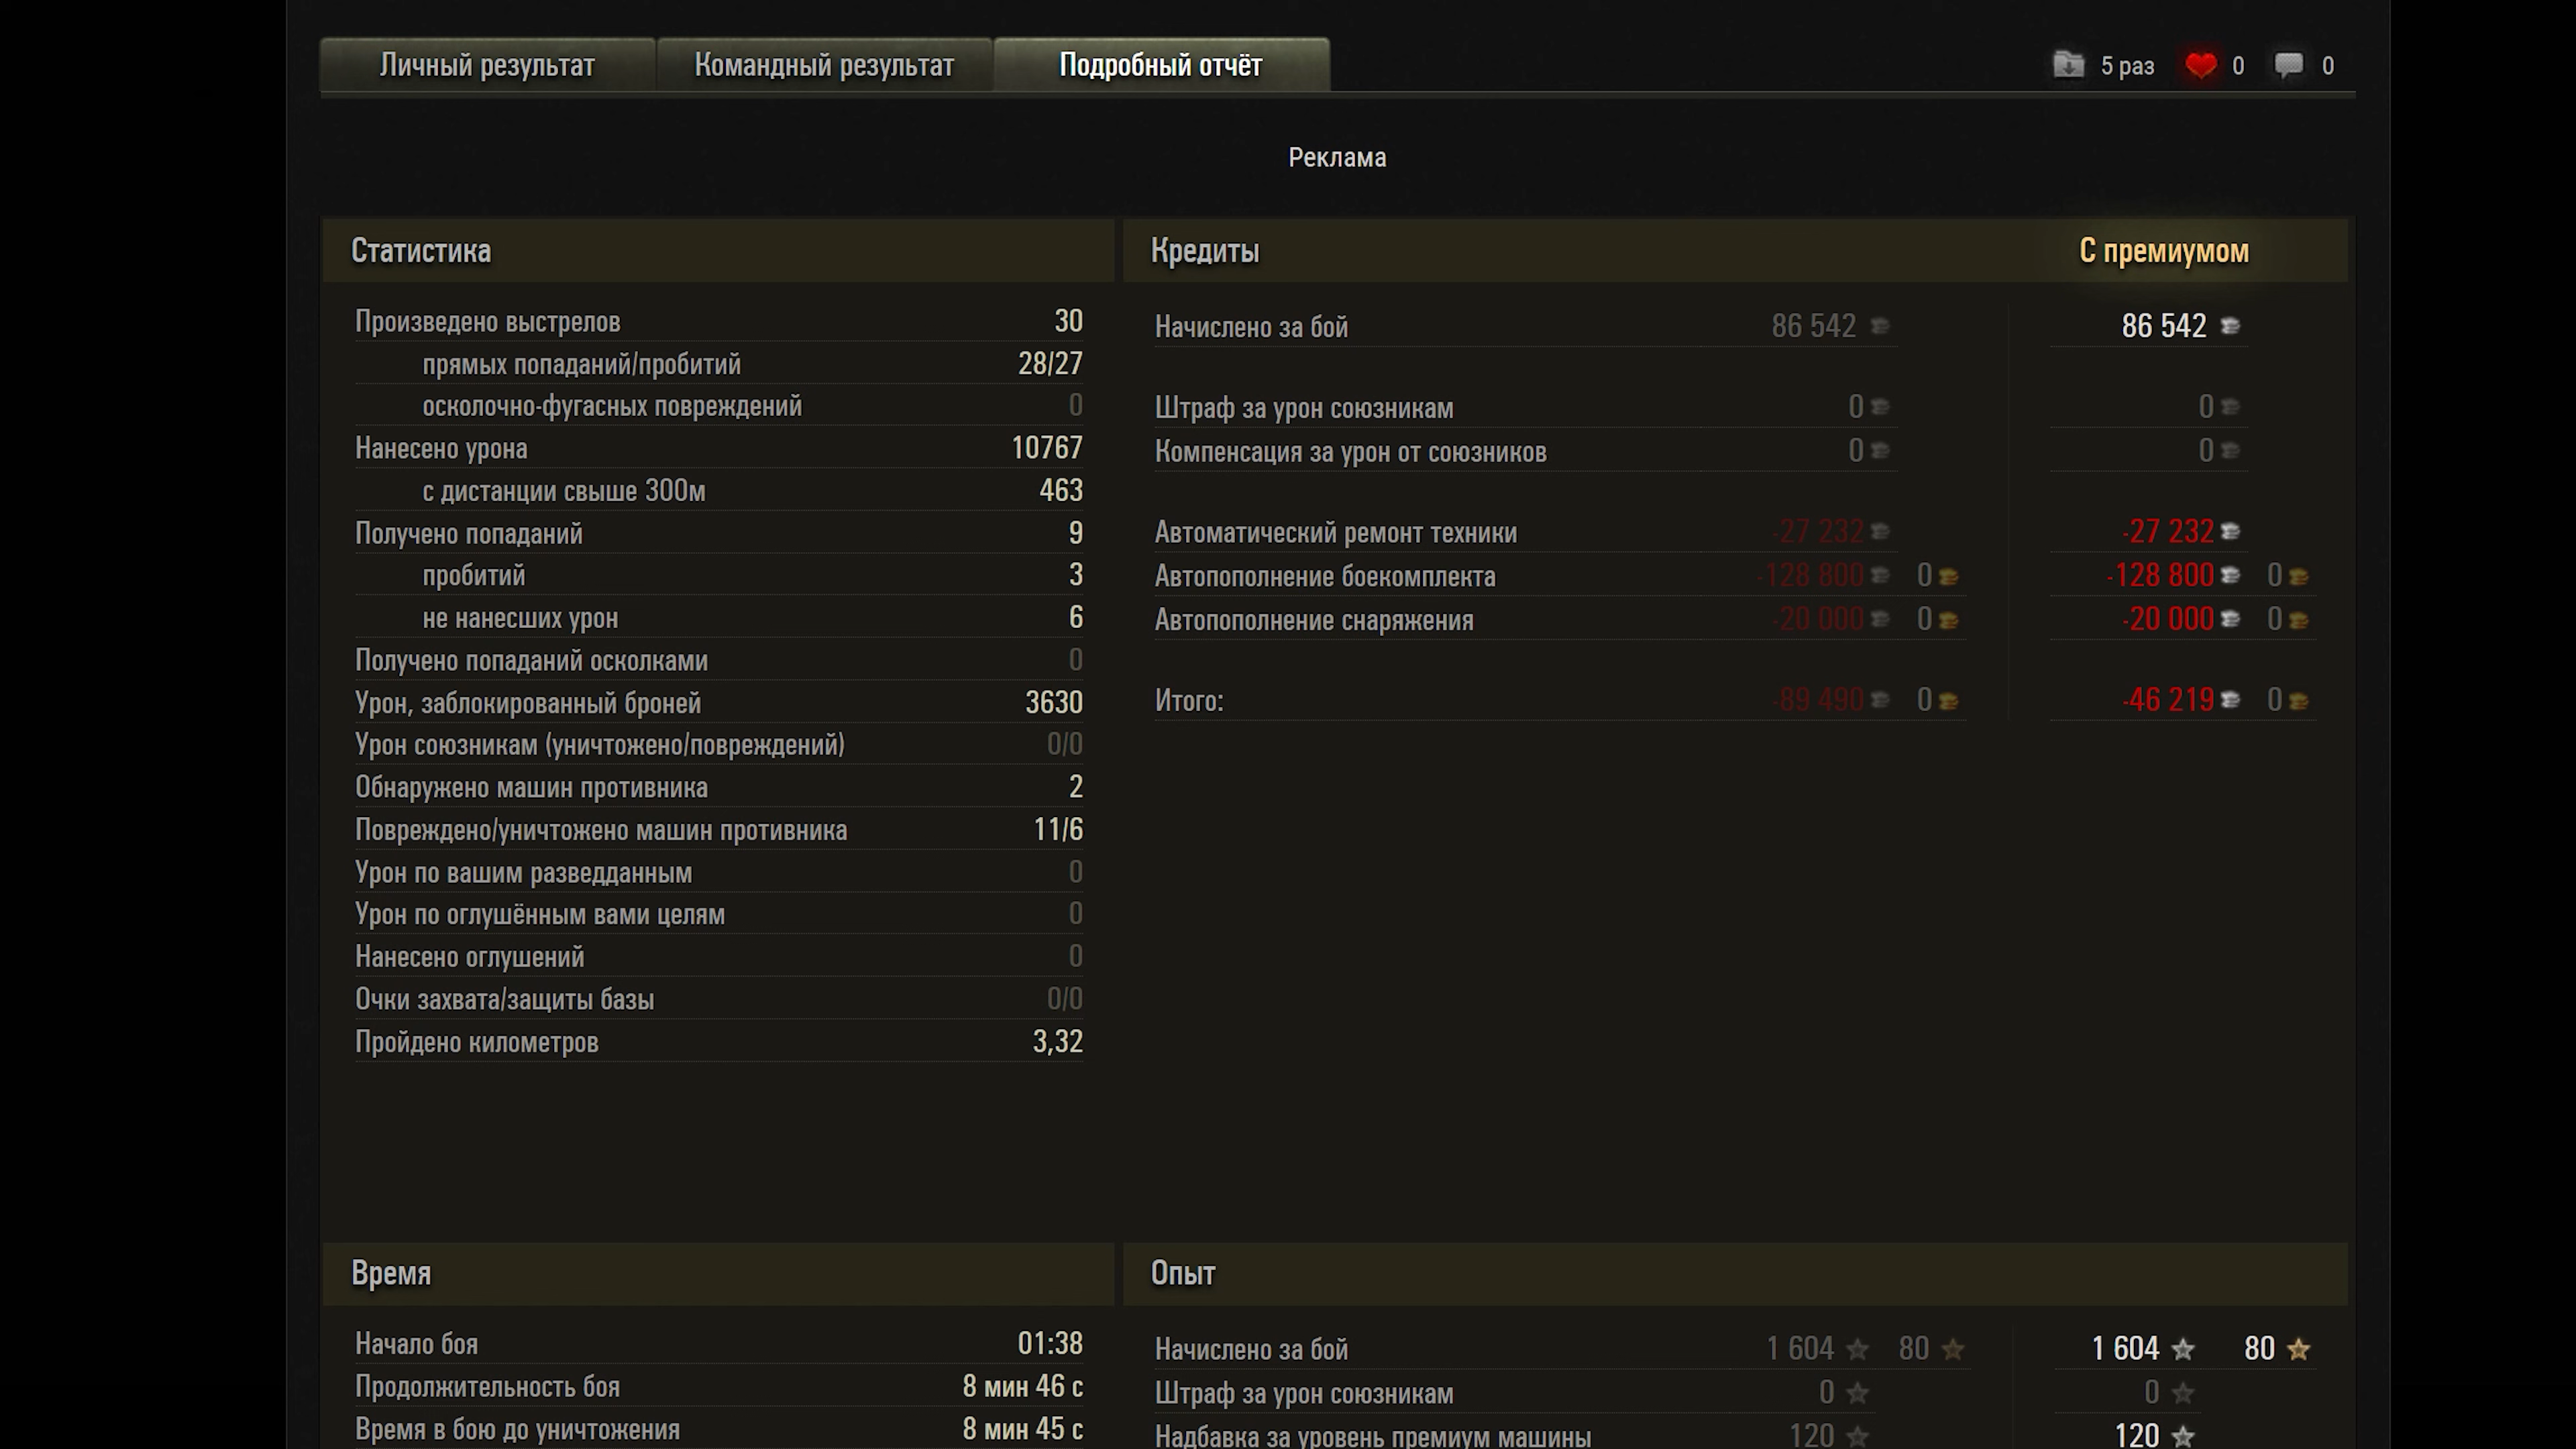 Личный результат Командный результат Подробный отчёт 5 раз 0 0
Реклама
Статистика
Произведено выстрелов 30
прямых попаданий/пробитий 28/27
осколочно-фугасных повреждений 0
Нанесено урона 10767
с дистанции свыше 300м 463
Получено попаданий 9
пробитий 3
не нанесших урон 6
Получено попаданий осколками 0
Урон, заблокированный броней 3630
Урон союзникам (уничтожено/повреждений) 0/0
Обнаружено машин противника 2
Повреждено/уничтожено машин противника 11/6
Урон по вашим разведданным 0
Урон по оглушённым вами целям 0
Нанесено оглушений 0
Очки захвата/защиты базы 0/0
Пройдено километров 3,32
Кредиты С премиумом
Начислено за бой 86 542 86 542
Штраф за урон союзникам 0 0
Компенсация за урон от союзников 0 0
Автоматический ремонт техники -27 232 -27 232
Автопополнение боекомплекта -128 800 0 -128 800 0
Автопополнение снаряжения -20 000 0 -20 000 0
Итого: -89 490 0 -46 219 0
Время
Начало боя 01:38
Продолжительность боя 8 мин 46 с
Время в бою до уничтожения 8 мин 45 с
Опыт
Начислено за бой 1 604 80 1 604 80
Штраф за урон союзникам 0 0
Надбавка за уровень премиум машины 120 120